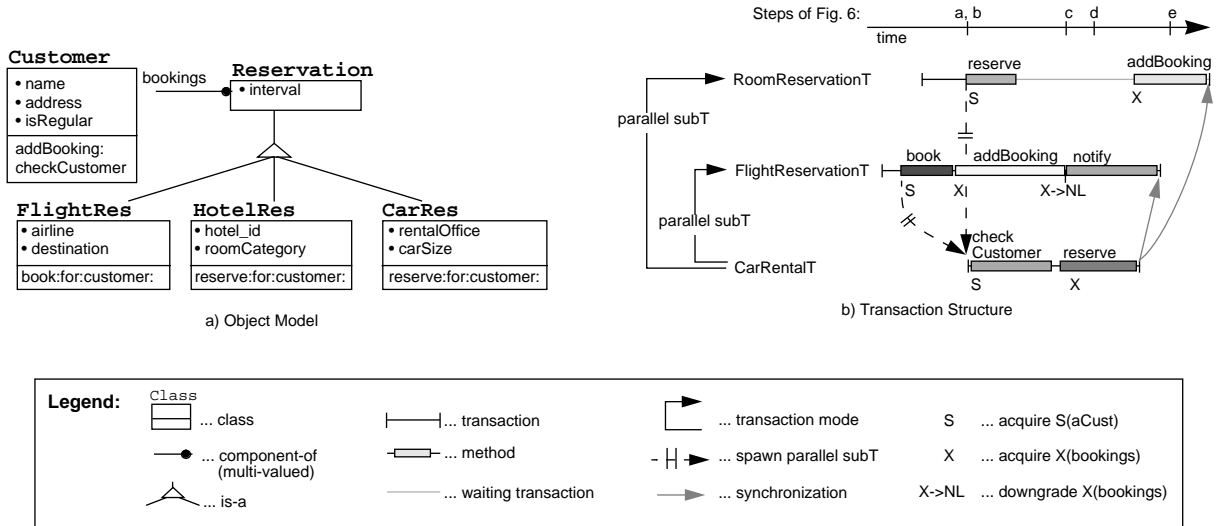 Customer
• name
• address
• isRegular
addBooking:
checkCustomer
bookings
Reservation
• interval
FlightRes
• airline
• destination
book:for:customer:
HotelRes
• hotel_id
• roomCategory
reserve:for:customer:
CarRes
• rentalOffice
• carSize
reserve:for:customer:
a) Object Model
Steps of Fig. 6:
a, b
c
d
e
time
RoomReservationT
reserve
addBooking
S
X
parallel subT
FlightReservationT
book
addBooking
notify
S
X
X->NL
parallel subT
CarRentalT
check
Customer
reserve
S
X
b) Transaction Structure
Legend:
Class
... class
... component-of
(multi-valued)
... is-a
... transaction
... method
... waiting transaction
... transaction mode
... spawn parallel subT
... synchronization
S ... acquire S(aCust)
X ... acquire X(bookings)
X->NL ... downgrade X(bookings)